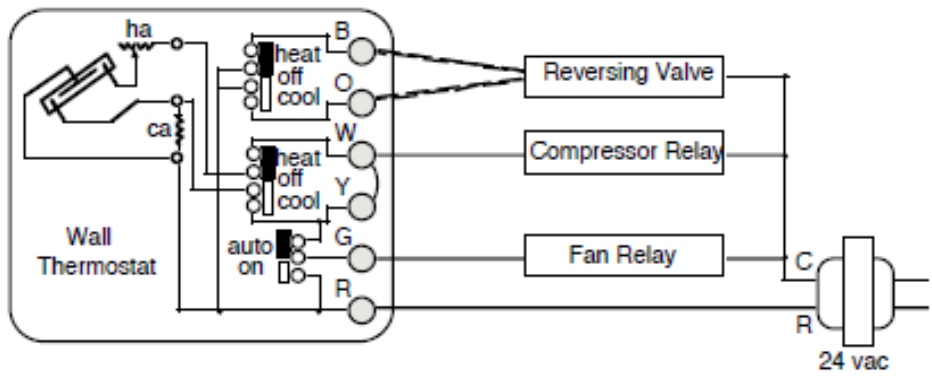 ha
ca
Wall
Thermostat
heat
off
cool
B
O
heat
off
cool
W
Y
auto
on
G
R
Reversing Valve
Compressor Relay
Fan Relay
C
R
24 vac